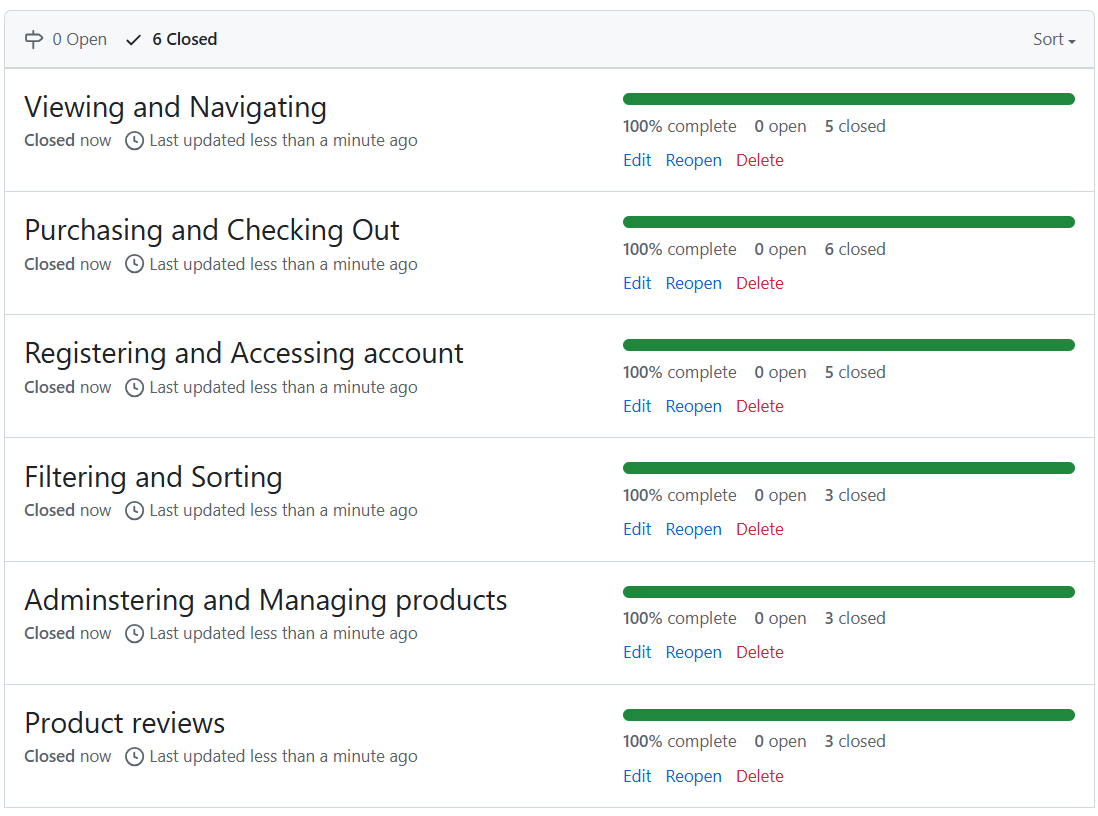 0 Open 6 Closed Sort
Viewing and Navigating
Closed now Last updated less than a minute ago
100% complete 0 open 5 closed
Edit Reopen Delete
Purchasing and Checking Out
Closed now Last updated less than a minute ago
100% complete 0 open 6 closed
Edit Reopen Delete
Registering and Accessing account
Closed now Last updated less than a minute ago
100% complete 0 open 5 closed
Edit Reopen Delete
Filtering and Sorting
Closed now Last updated less than a minute ago
100% complete 0 open 3 closed
Edit Reopen Delete
Adminstering and Managing products
Closed now Last updated less than a minute ago
100% complete 0 open 3 closed
Edit Reopen Delete
Product reviews
Closed now Last updated less than a minute ago
100% complete 0 open 3 closed
Edit Reopen Delete